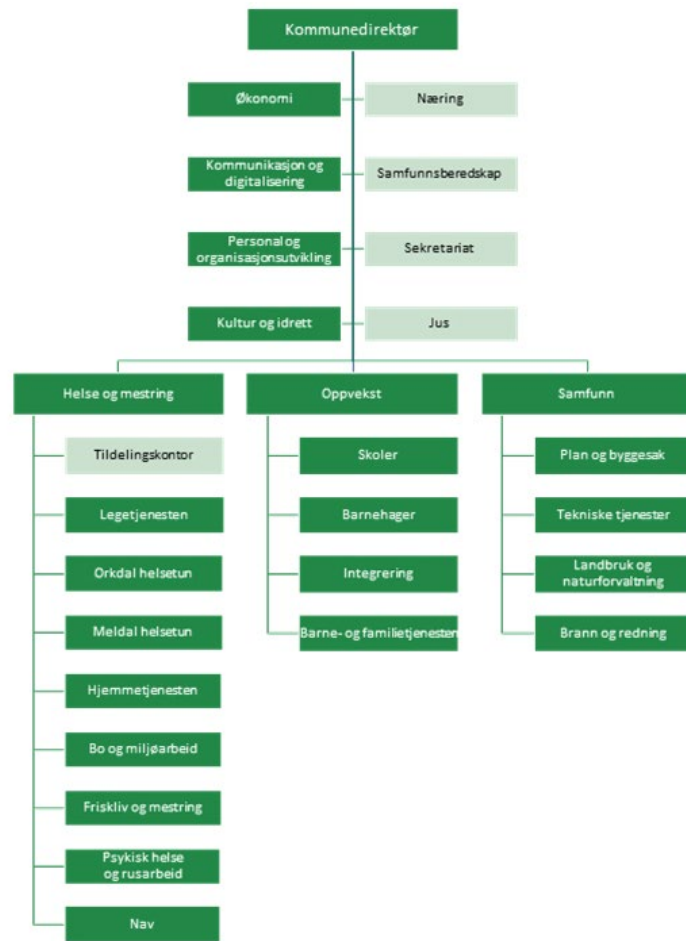 Kommunedirektør
Økonomi
Næring
Kommunikasjon og
digitalisering
Samfunnsberedskap
Personal og
organisasjonsutvikling
Sekretariat
Kultur og idrett
Jus
Helse og mestring
Tildelingskontor
Legetjenesten
Orkdal helsetun
Meldal helsetun
Hjemmetjenesten
Bo og miljøarbeid
Friskliv og mestring
Psykisk helse
og rusarbeid
Nav
Oppvekst
Skoler
Barnehager
Integrering
Barne- og familietjenesten
Samfunn
Plan og byggesak
Tekniske tjenester
Landbruk og
naturforvaltning
Brann og redning